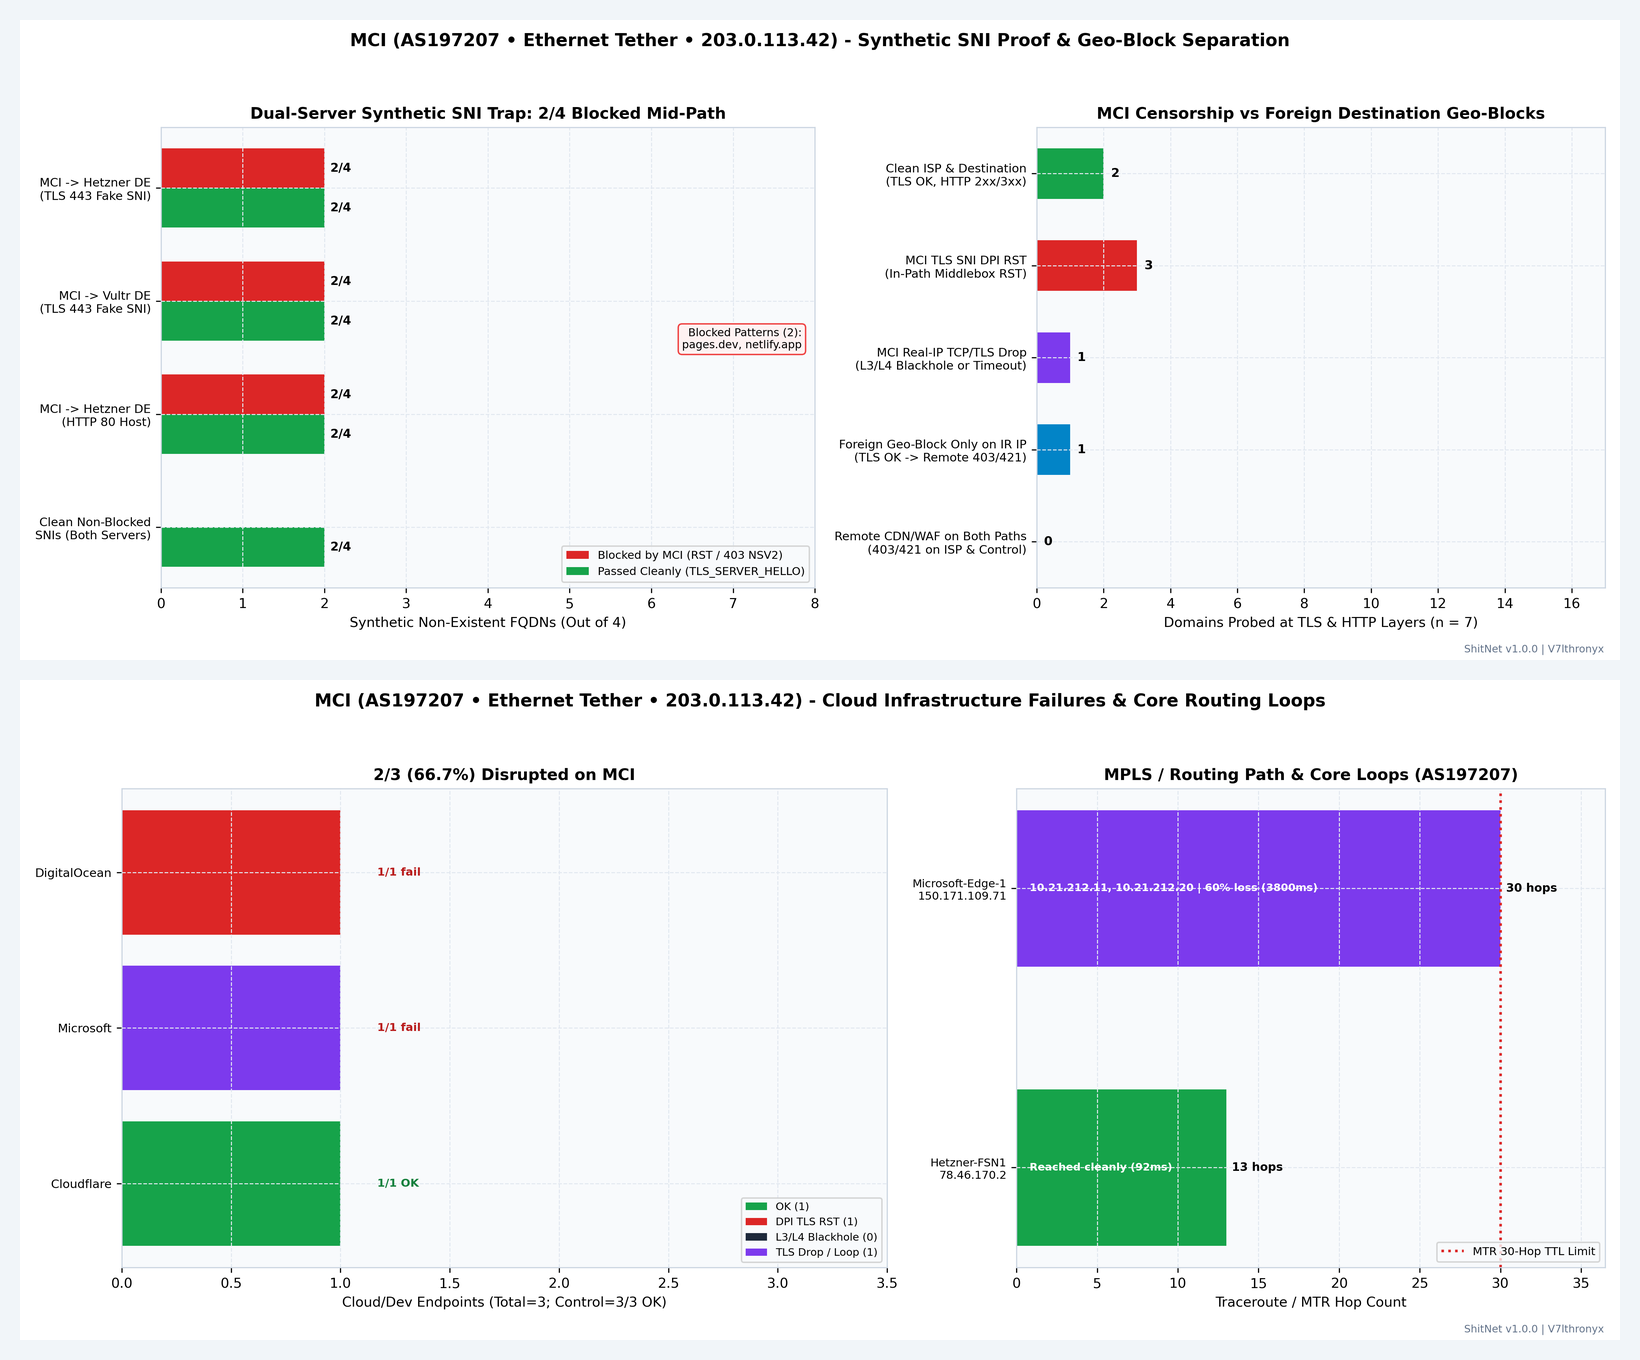 MCI (AS197207 • Ethernet Tether • 203.0.113.42) - Synthetic SNI Proof & Geo-Block Separation
Dual-Server Synthetic SNI Trap: 2/4 Blocked Mid-Path
MCI -> Hetzner DE
(TLS 443 Fake SNI)
2/4
2/4
MCI -> Vultr DE
(TLS 443 Fake SNI)
2/4
2/4
Blocked Patterns (2):
pages.dev, netlify.app
MCI -> Hetzner DE
(HTTP 80 Host)
2/4
2/4
Clean Non-Blocked
SNIs (Both Servers)
2/4
Blocked by MCI (RST / 403 NSV2)
Passed Cleanly (TLS_SERVER_HELLO)
0 1 2 3 4 5 6 7 8
Synthetic Non-Existent FQDNs (Out of 4)
MCI Censorship vs Foreign Destination Geo-Blocks
Clean ISP & Destination
(TLS OK, HTTP 2xx/3xx)
2
MCI TLS SNI DPI RST
(In-Path Middlebox RST)
3
MCI Real-IP TCP/TLS Drop
(L3/L4 Blackhole or Timeout)
1
Foreign Geo-Block Only on IR IP
(TLS OK -> Remote 403/421)
1
Remote CDN/WAF on Both Paths
(403/421 on ISP & Control)
0
0 2 4 6 8 10 12 14 16
Domains Probed at TLS & HTTP Layers (n = 7)
ShitNet v1.0.0 | V7lthronyx
MCI (AS197207 • Ethernet Tether • 203.0.113.42) - Cloud Infrastructure Failures & Core Routing Loops
2/3 (66.7%) Disrupted on MCI
DigitalOcean
1/1 fail
Microsoft
1/1 fail
Cloudflare
1/1 OK
OK (1)
DPI TLS RST (1)
L3/L4 Blackhole (0)
TLS Drop / Loop (1)
0.0 0.5 1.0 1.5 2.0 2.5 3.0 3.5
Cloud/Dev Endpoints (Total=3; Control=3/3 OK)
MPLS / Routing Path & Core Loops (AS197207)
Microsoft-Edge-1
150.171.109.71
10.21.212.11, 10.21.212.20 | 60% loss (3800ms)
30 hops
Hetzner-FSN1
78.46.170.2
Reached cleanly (92ms)
13 hops
MTR 30-Hop TTL Limit
0 5 10 15 20 25 30 35
Traceroute / MTR Hop Count
ShitNet v1.0.0 | V7lthronyx